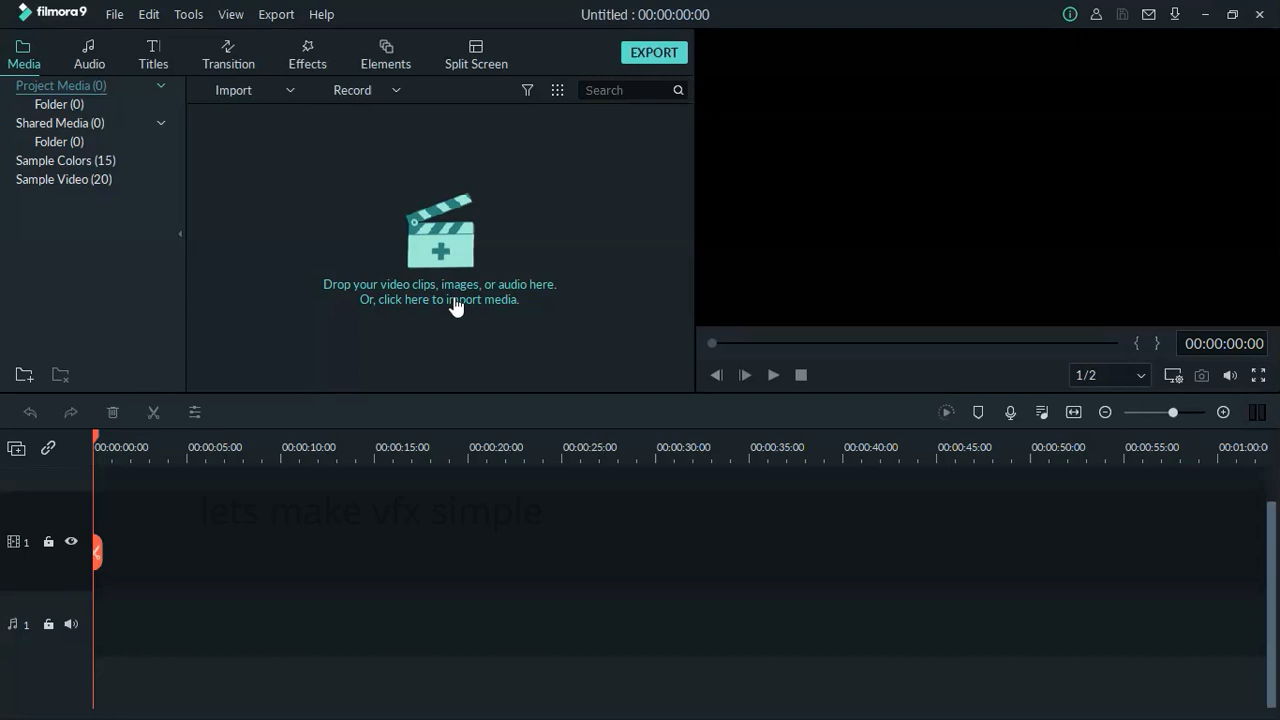 filmora9 File Edit Tools View Export Help Untitled : 00:00:00:00
Media Audio Titles Transition Effects Elements Split Screen EXPORT
Project Media (0)
Folder (0)
Shared Media (0)
Folder (0)
Sample Colors (15)
Sample Video (20)
Import Record Search
Drop your video clips, images, or audio here.
Or, click here to import media.
00:00:00:00
1/2
00:00:00:00 00:00:05:00 00:00:10:00 00:00:15:00 00:00:20:00 00:00:25:00 00:00:30:00 00:00:35:00 00:00:40:00 00:00:45:00 00:00:50:00 00:00:55:00 00:01:00:0
lets make vfx simple
1
1